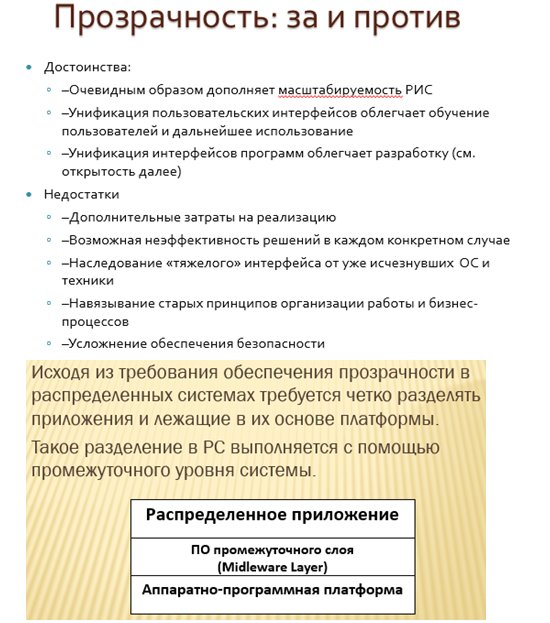 Прозрачность: за и против
Достоинства:
–Очевидным образом дополняет масштабируемость РИС
–Унификация пользовательских интерфейсов облегчает обучение
пользователей и дальнейшее использование
–Унификация интерфейсов программ облегчает разработку (см.
открытость далее)
Недостатки
–Дополнительные затраты на реализацию
–Возможная неэффективность решений в каждом конкретном случае
–Наследование «тяжелого» интерфейса от уже исчезнувших ОС и
техники
–Навязывание старых принципов организации работы и бизнес-
процессов
–Усложнение обеспечения безопасности
Исходя из требования обеспечения прозрачности в
распределенных системах требуется четко разделять
приложения и лежащие в их основе платформы.
Такое разделение в РС выполняется с помощью
промежуточного уровня системы.
Распределенное приложение
ПО промежуточного слоя
(Midleware Layer)
Аппаратно-программная платформа